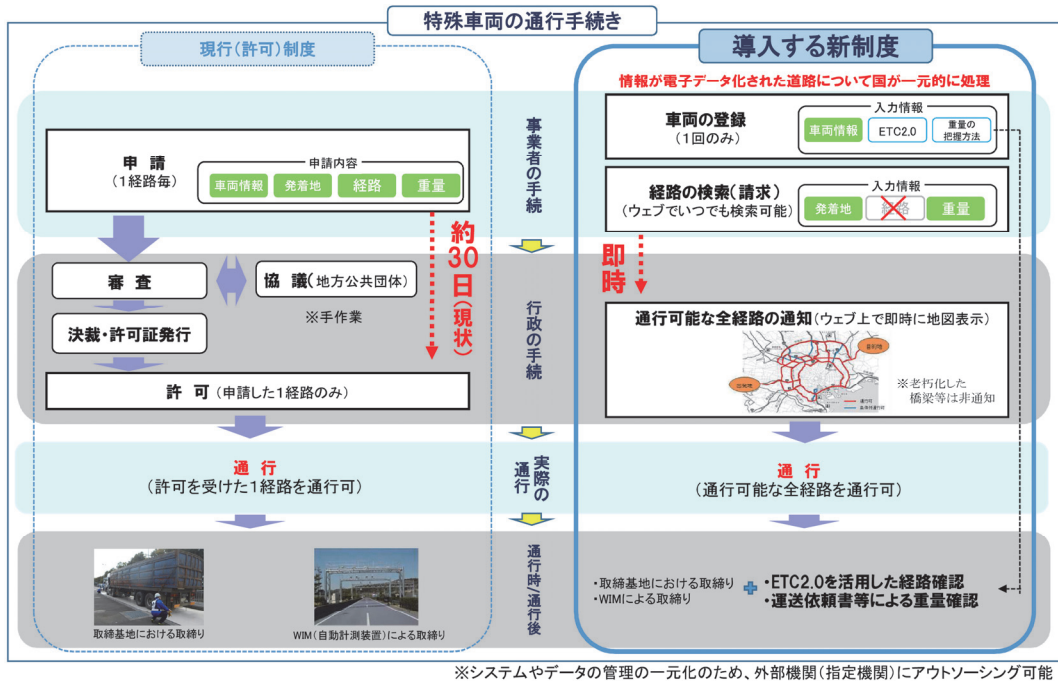 特殊車両の通行手続き
現行(許可)制度
申 請
(1経路毎)
申請内容
車両情報 発着地 経路 重量
約30日(現状)
審 査
協 議(地方公共団体)
※手作業
決裁・許可証発行
許 可 (申請した1経路のみ)
通 行
(許可を受けた1経路を通行可)
取締基地における取締り
WIM(自動計測装置)による取締り
事業者の手続
行政の手続
実際の
通行
通行時/通行後
導入する新制度
情報が電子データ化された道路について国が一元的に処理
車両の登録
(1回のみ)
入力情報
車両情報 ETC2.0 重量の
把握方法
経路の検索(請求)
(ウェブでいつでも検索可能)
入力情報
発着地 経路 重量
即時
通行可能な全経路の通知(ウェブ上で即時に地図表示)
※老朽化した
橋梁等は非通知
通行可
通 行
(通行可能な全経路を通行可)
・取締基地における取締り
・WIMによる取締り
・ETC2.0を活用した経路確認
・運送依頼書等による重量確認
※システムやデータの管理の一元化のため、外部機関(指定機関)にアウトソーシング可能